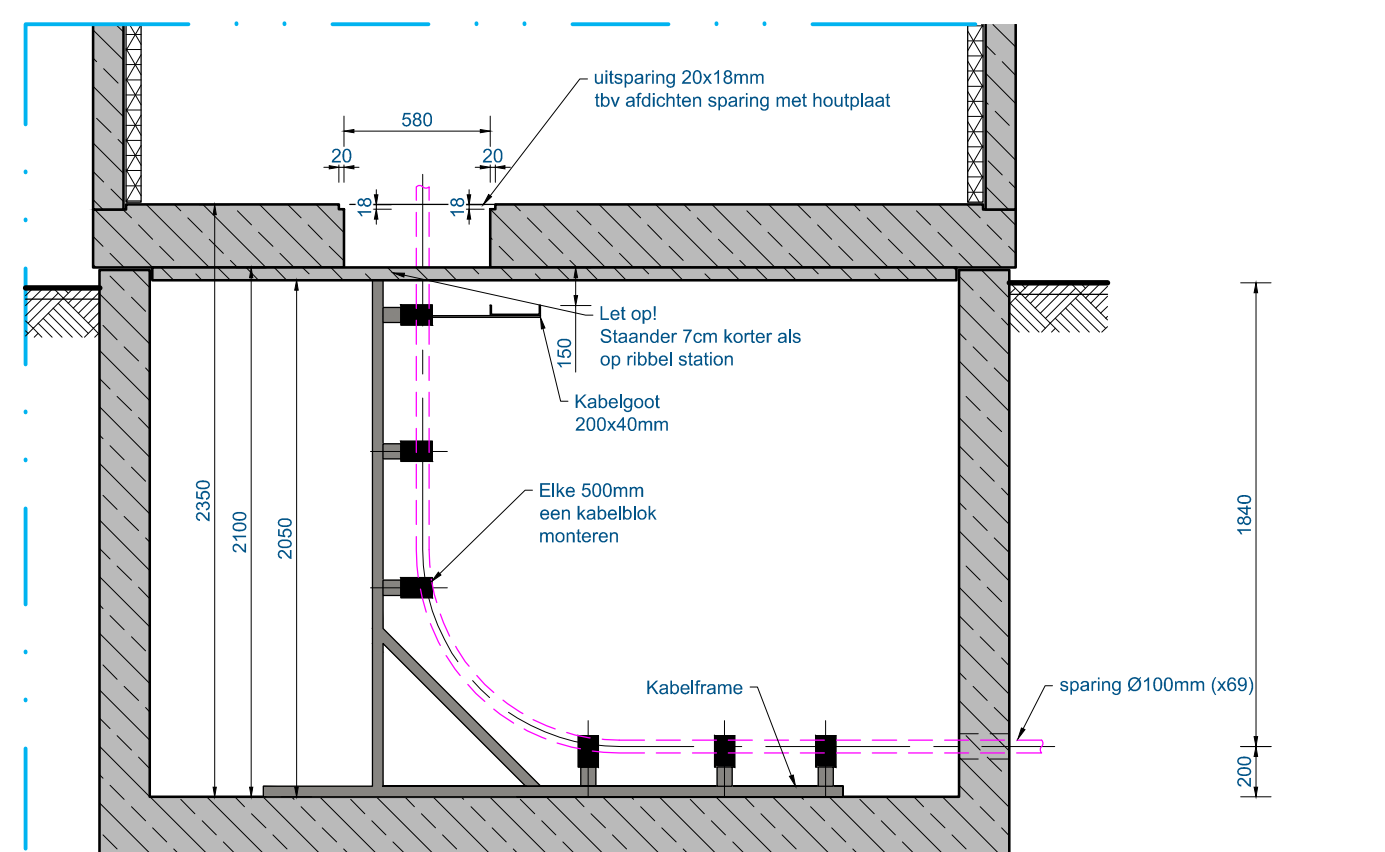 uitsparing 20x18mm
tbv afdichten sparing met houtplaat
580
20
20
18
18
Let op!
Staander 7cm korter als
op ribbel station
150
Kabelgoot
200x40mm
Elke 500mm
een kabelblok
monteren
2350
2100
2050
1840
Kabelframe
sparing Ø100mm (x69)
200